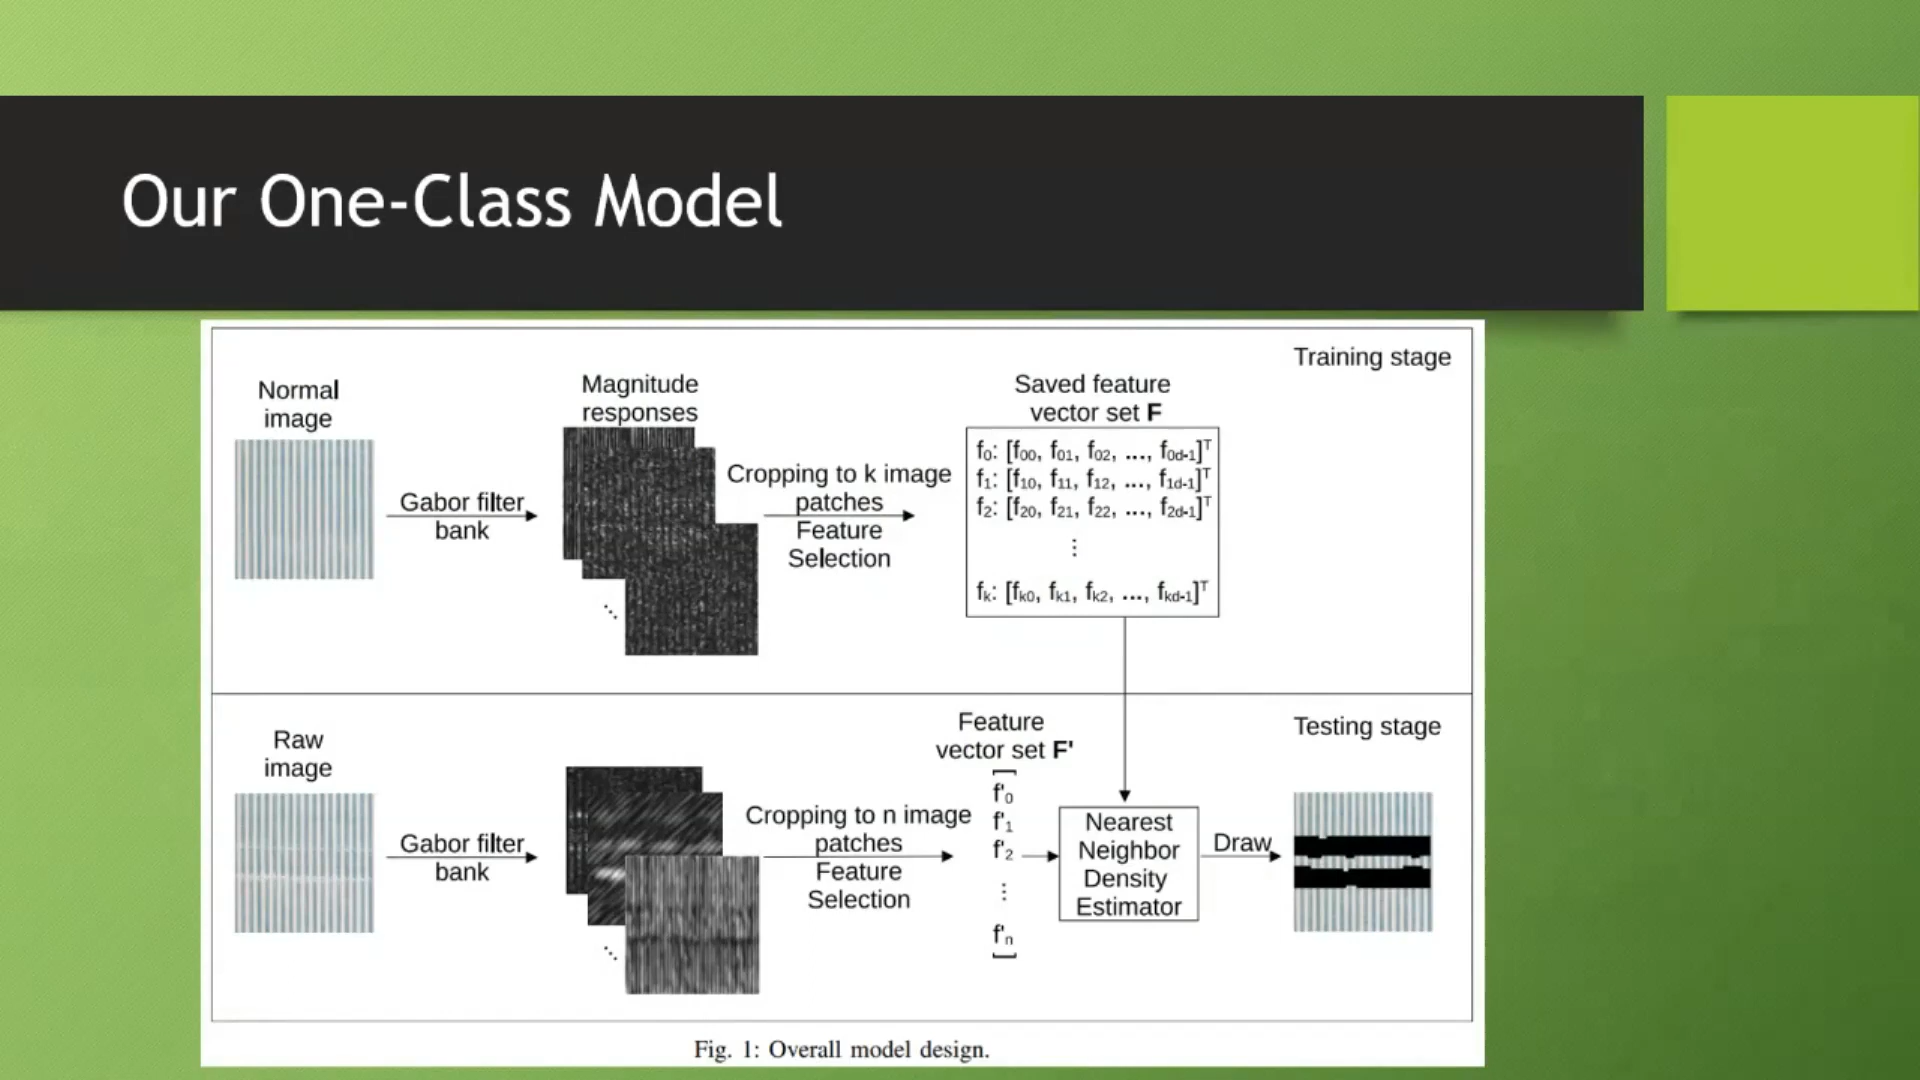 Our One-Class Model
Training stage
Normal
image
Gabor filter
bank
Magnitude
responses
Cropping to k image
patches
Feature
Selection
Saved feature
vector set F
f₀: [f₀₀, f₀₁, f₀₂, ..., f₀d-₁]ᵀ
f₁: [f₁₀, f₁₁, f₁₂, ..., f₁d-₁]ᵀ
f₂: [f₂₀, f₂₁, f₂₂, ..., f₂d-₁]ᵀ
⋮
fₖ: [fₖ₀, fₖ₁, fₖ₂, ..., fₖd-₁]ᵀ
Testing stage
Raw
image
Gabor filter
bank
Cropping to n image
patches
Feature
Selection
Feature
vector set F'
[
f'₀
f'₁
f'₂
⋮
f'ₙ
]
Nearest
Neighbor
Density
Estimator
Draw
Fig. 1: Overall model design.